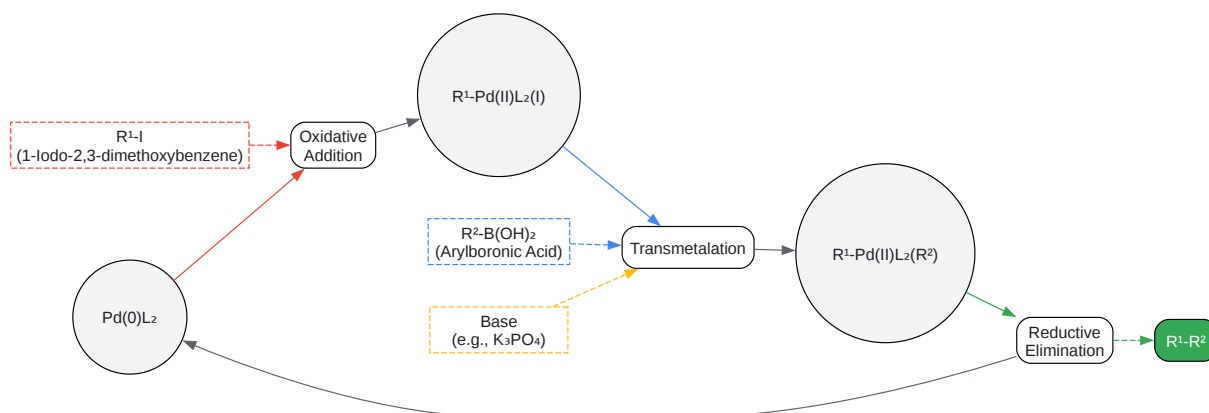 R¹-Pd(II)L₂(I)
R¹-I
(1-Iodo-2,3-dimethoxybenzene)
Oxidative
Addition
R²-B(OH)₂
(Arylboronic Acid)
Transmetalation
R¹-Pd(II)L₂(R²)
Pd(0)L₂
Base
(e.g., K₃PO₄)
Reductive
Elimination
R¹-R²